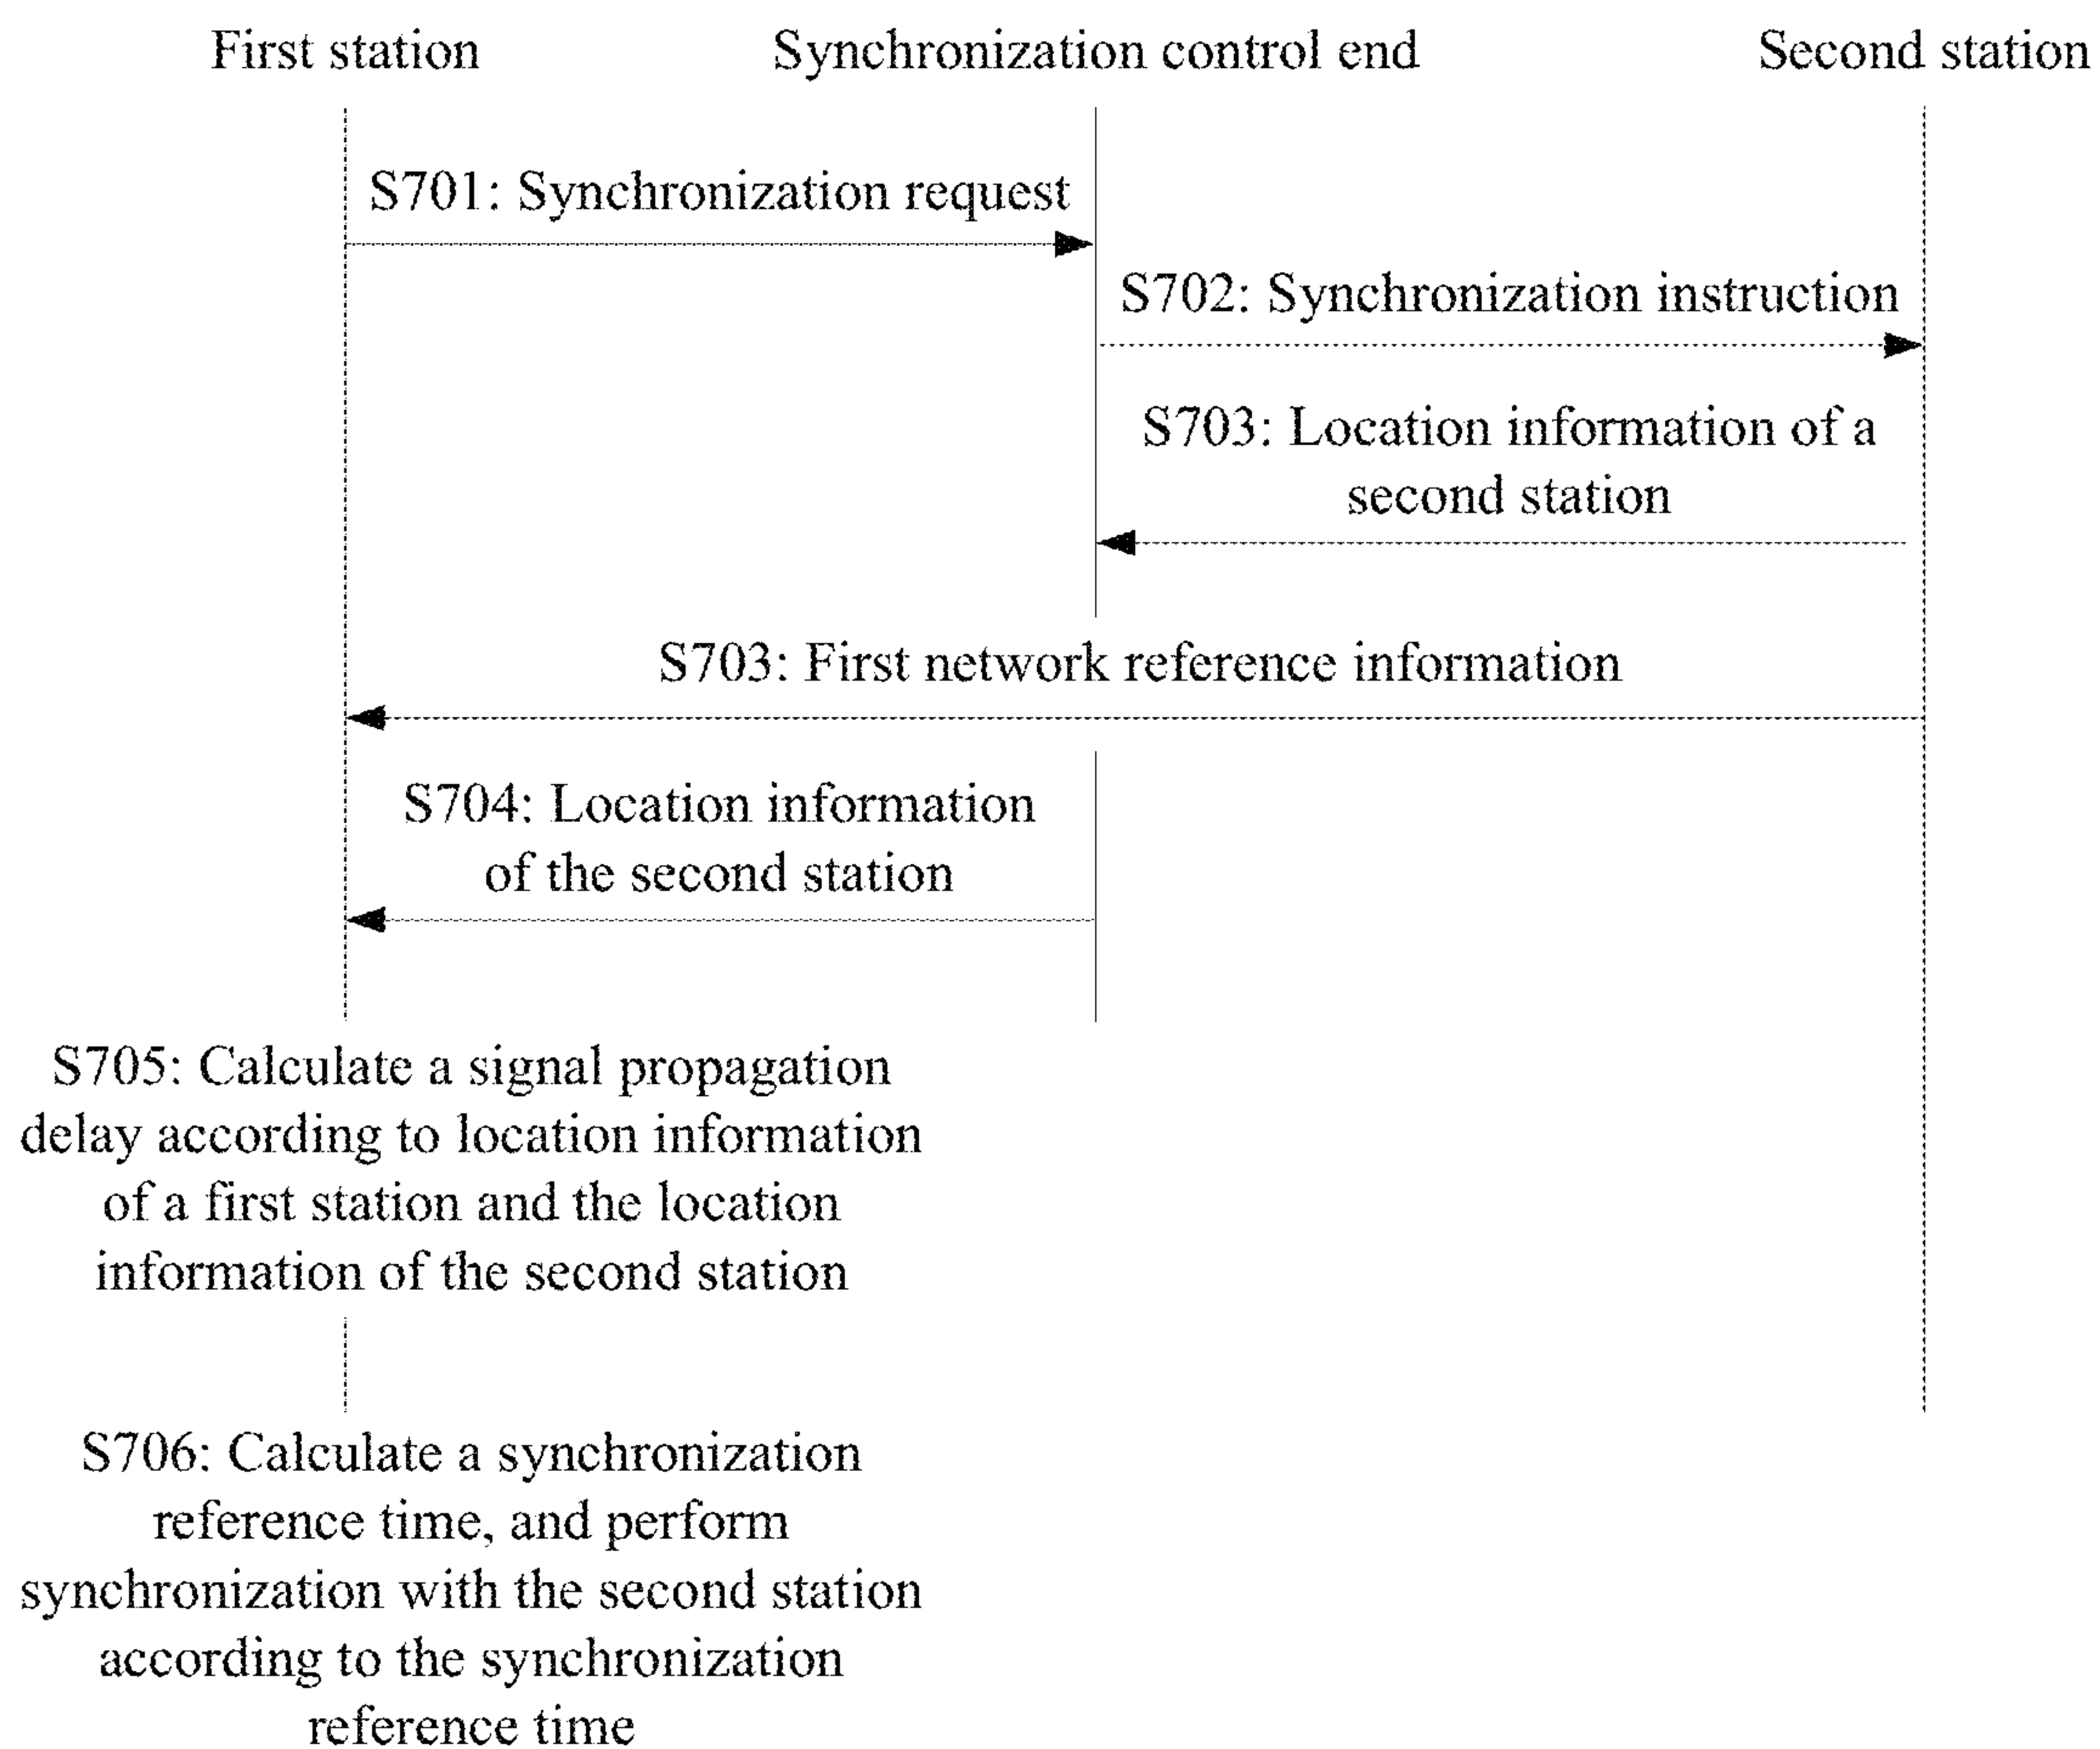 First station
Synchronization control end
Second station
S701: Synchronization request
S702: Synchronization instruction
S703: Location information of a
second station
S703: First network reference information
S704: Location information
of the second station
S705: Calculate a signal propagation
delay according to location information
of a first station and the location
information of the second station
S706: Calculate a synchronization
reference time, and perform
synchronization with the second station
according to the synchronization
reference time